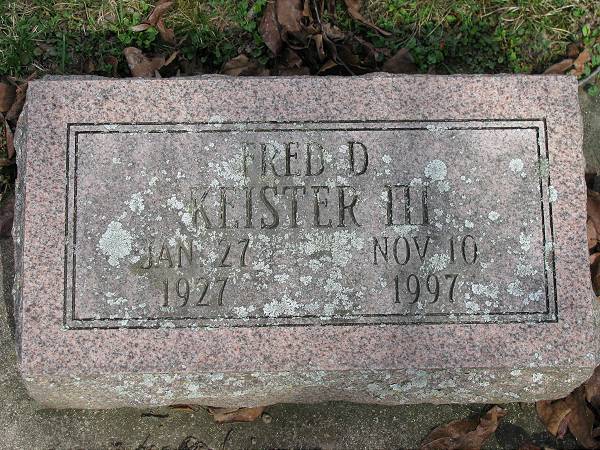 FRED D
KEISTER III
JAN 27 NOV 10
1927 1997